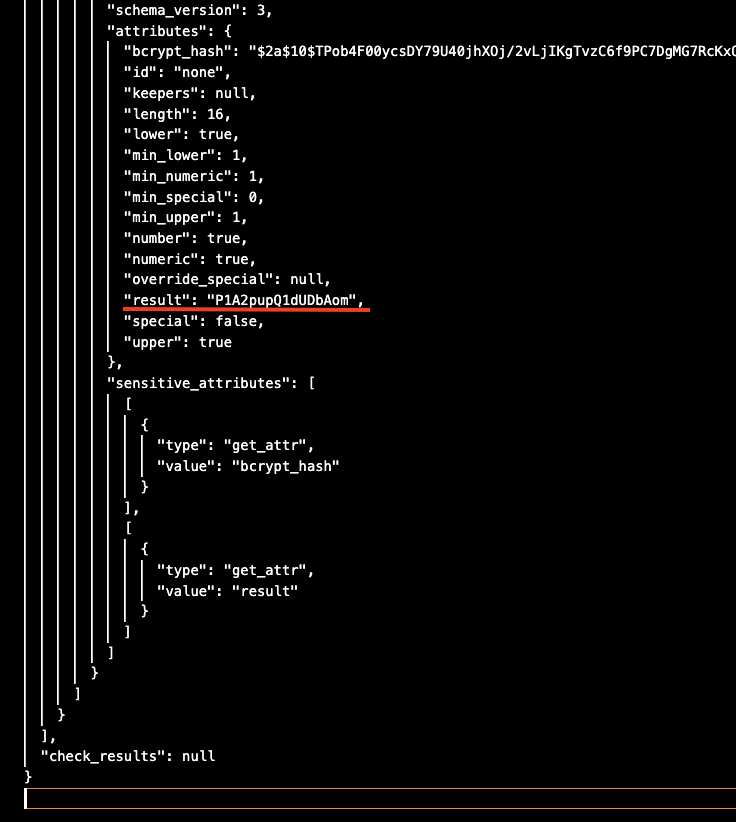 "schema_version": 3,
"attributes": {
"bcrypt_hash": "$2a$10$TPob4F00ycsDY79U40jhXOj/2vLjIKgTvzC6f9PC7DgMG7RcKxO
"id": "none",
"keepers": null,
"length": 16,
"lower": true,
"min_lower": 1,
"min_numeric": 1,
"min_special": 0,
"min_upper": 1,
"number": true,
"numeric": true,
"override_special": null,
"result": "P1A2pupQ1dUDbAom",
"special": false,
"upper": true
},
"sensitive_attributes": [
[
{
"type": "get_attr",
"value": "bcrypt_hash"
}
],
[
{
"type": "get_attr",
"value": "result"
}
]
]
}
]
}
],
"check_results": null
}